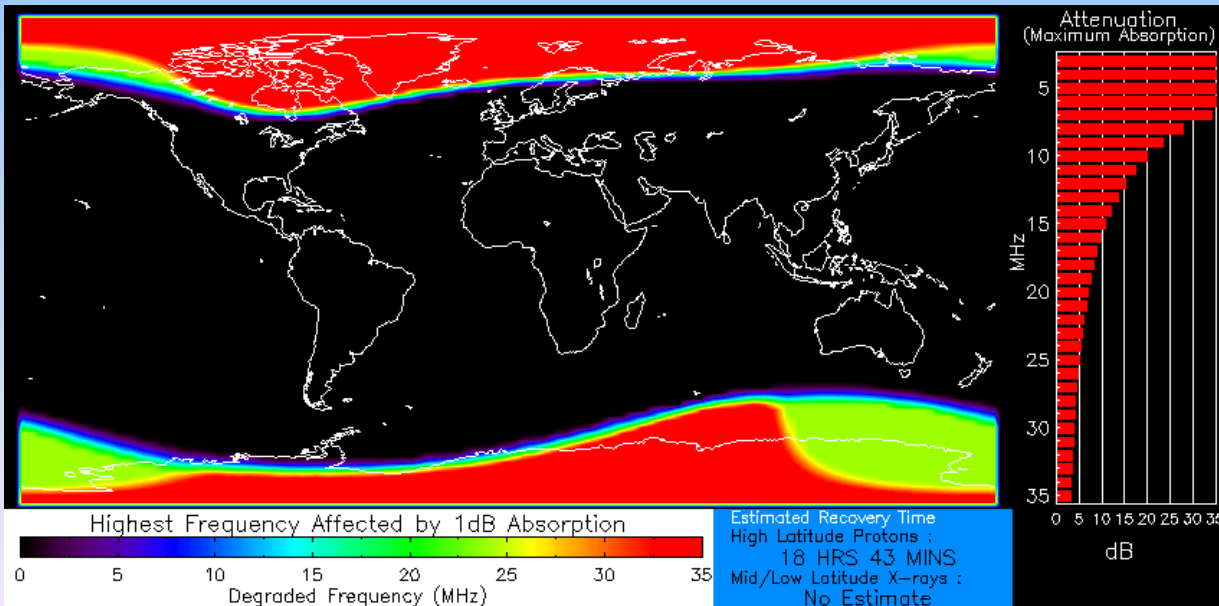 Attenuation
(Maximum Absorption)
5
10
15
20
25
30
35
MHz
0 5 10 15 20 25 30 35
dB
Highest Frequency Affected by 1dB Absorption
0 5 10 15 20 25 30 35
Degraded Frequency (MHz)
Estimated Recovery Time
High Latitude Protons :
18 HRS 43 MINS
Mid/Low Latitude X-rays :
No Estimate